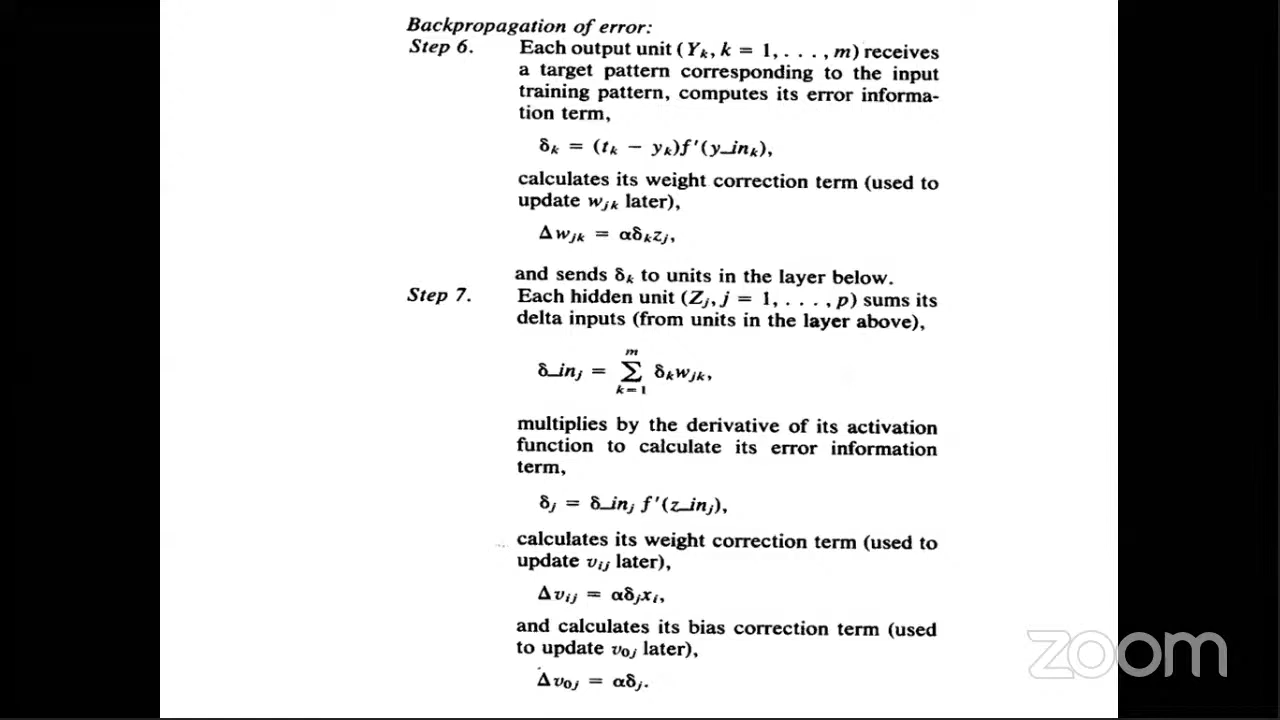 Backpropagation of error:
Step 6. Each output unit (Yₖ, k = 1, . . . , m) receives
a target pattern corresponding to the input
training pattern, computes its error informa-
tion term,
δₖ = (tₖ − yₖ)f'(y_inₖ),
calculates its weight correction term (used to
update wⱼₖ later),
Δwⱼₖ = αδₖzⱼ,
and sends δₖ to units in the layer below.
Step 7. Each hidden unit (Zⱼ, j = 1, . . . , p) sums its
delta inputs (from units in the layer above),
δ_inⱼ = Σ_{k=1}^{m} δₖwⱼₖ,
multiplies by the derivative of its activation
function to calculate its error information
term,
δⱼ = δ_inⱼ f'(z_inⱼ),
calculates its weight correction term (used to
update vᵢⱼ later),
Δvᵢⱼ = αδⱼxᵢ,
and calculates its bias correction term (used
to update v₀ⱼ later),
Δv₀ⱼ = αδⱼ.
zoom